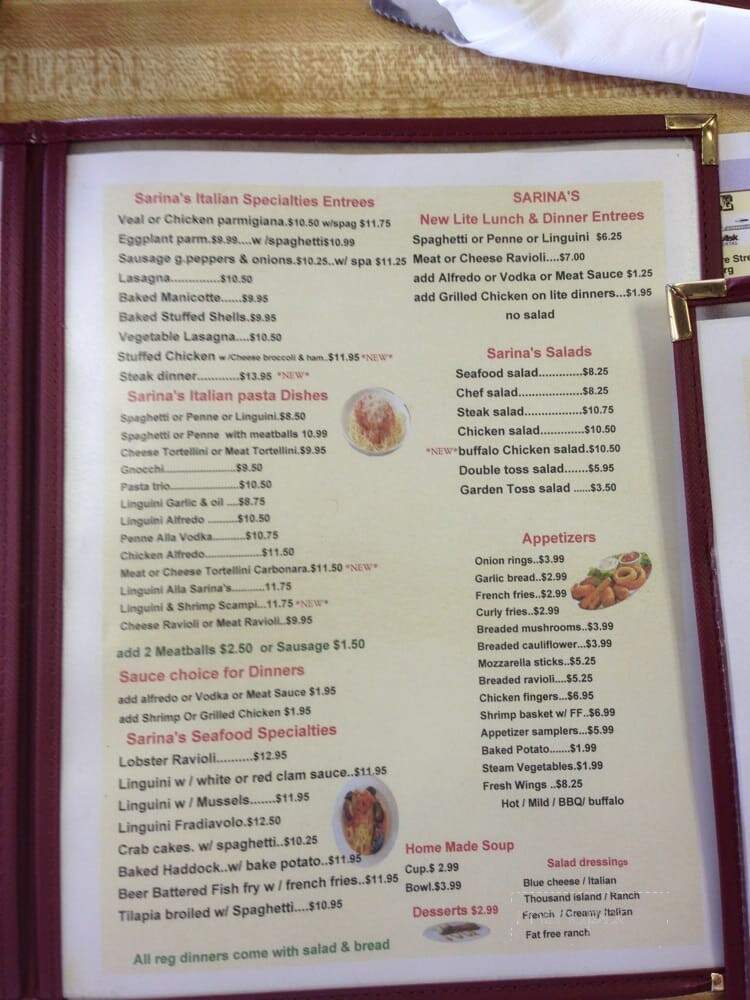 Sarina's Italian Specialties Entrees
Veal or Chicken parmigiana.$10.50 w/spag $11.75
Eggplant parm.$9.99....w /spaghetti$10.99
Sausage g.peppers & onions.$10.25..w/ spa $11.25
Lasagna..............$10.50
Baked Manicotte......$9.95
Baked Stuffed Shells.$9.95
Vegetable Lasagna....$10.50
Stuffed Chicken w /Cheese broccoli & ham..$11.95 *NEW*
Steak dinner............$13.95 *NEW*
Sarina's Italian pasta Dishes
Spaghetti or Penne or Linguini.$8.50
Spaghetti or Penne with meatballs 10.99
Cheese Tortellini or Meat Tortellini.$9.95
Gnocchi......................$9.50
Pasta trio.....................$10.50
Linguini Garlic & oil ....$8.75
Linguini Alfredo .........$10.50
Penne Alla Vodka..........$10.75
Chicken Alfredo...................$11.50
Meat or Cheese Tortellini Carbonara.$11.50 *NEW*
Linguini Alla Sarina's...........11.75
Linguini & Shrimp Scampi...11.75 *NEW*
Cheese Ravioli or Meat Ravioli..$9.95
add 2 Meatballs $2.50 or Sausage $1.50
Sauce choice for Dinners
add alfredo or Vodka or Meat Sauce $1.95
add Shrimp Or Grilled Chicken $1.95
Sarina's Seafood Specialties
Lobster Ravioli..........$12.95
Linguini w / white or red clam sauce..$11.95
Linguini w / Mussels.......$11.95
Linguini Fradiavolo.$12.50
Crab cakes. w/ spaghetti..$10.25
Baked Haddock..w/ bake potato..$11.95
Beer Battered Fish fry w / french fries..$11.95
Tilapia broiled w/ Spaghetti....$10.95
All reg dinners come with salad & bread
SARINA'S
New Lite Lunch & Dinner Entrees
Spaghetti or Penne or Linguini $6.25
Meat or Cheese Ravioli....$7.00
add Alfredo or Vodka or Meat Sauce $1.25
add Grilled Chicken on lite dinners...$1.95
no salad
Sarina's Salads
Seafood salad.............$8.25
Chef salad...................$8.25
Steak salad..................$10.75
Chicken salad.............$10.50
*NEW*buffalo Chicken salad.$10.50
Double toss salad.......$5.95
Garden Toss salad ......$3.50
Appetizers
Onion rings..$3.99
Garlic bread..$2.99
French fries..$2.99
Curly fries..$2.99
Breaded mushrooms..$3.99
Breaded cauliflower...$3.99
Mozzarella sticks..$5.25
Breaded ravioli....$5.25
Chicken fingers...$6.95
Shrimp basket w/ FF..$6.99
Appetizer samplers...$5.99
Baked Potato.......$1.99
Steam Vegetables.$1.99
Fresh Wings ..$8.25
Hot / Mild / BBQ/ buffalo
Home Made Soup
Cup.$ 2.99
Bowl.$3.99
Desserts $2.99
Salad dressings
Blue cheese / Italian
Thousand island / Ranch
French / Creamy Italian
Fat free ranch